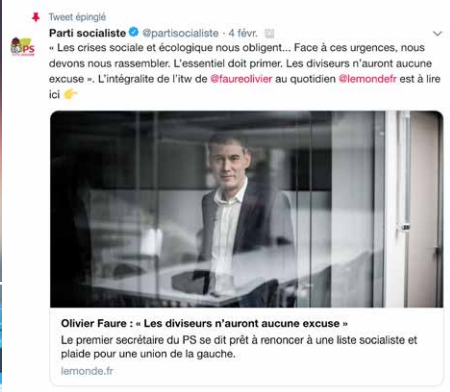 Tweet épinglé
Parti socialiste @partisocialiste · 4 févr.
« Les crises sociale et écologique nous obligent... Face à ces urgences, nous
devons nous rassembler. L'essentiel doit primer. Les diviseurs n'auront aucune
excuse ». L'intégralite de l'itw de @faureolivier au quotidien @lemondefr est à lire
ici
PS
Olivier Faure : « Les diviseurs n'auront aucune excuse »
Le premier secrétaire du PS se dit prêt à renoncer à une liste socialiste et
plaide pour une union de la gauche.
lemonde.fr